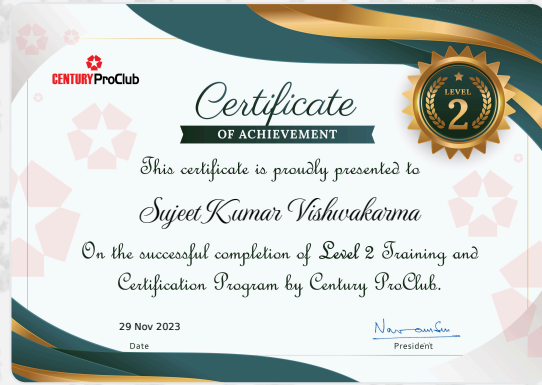 CENTURY ProClub
Certificate
OF ACHIEVEMENT
LEVEL
2
This certificate is proudly presented to
Sujeet Kumar Vishwakarma
On the successful completion of Level 2 Training and
Certification Program by Century ProClub.
29 Nov 2023
Date
President